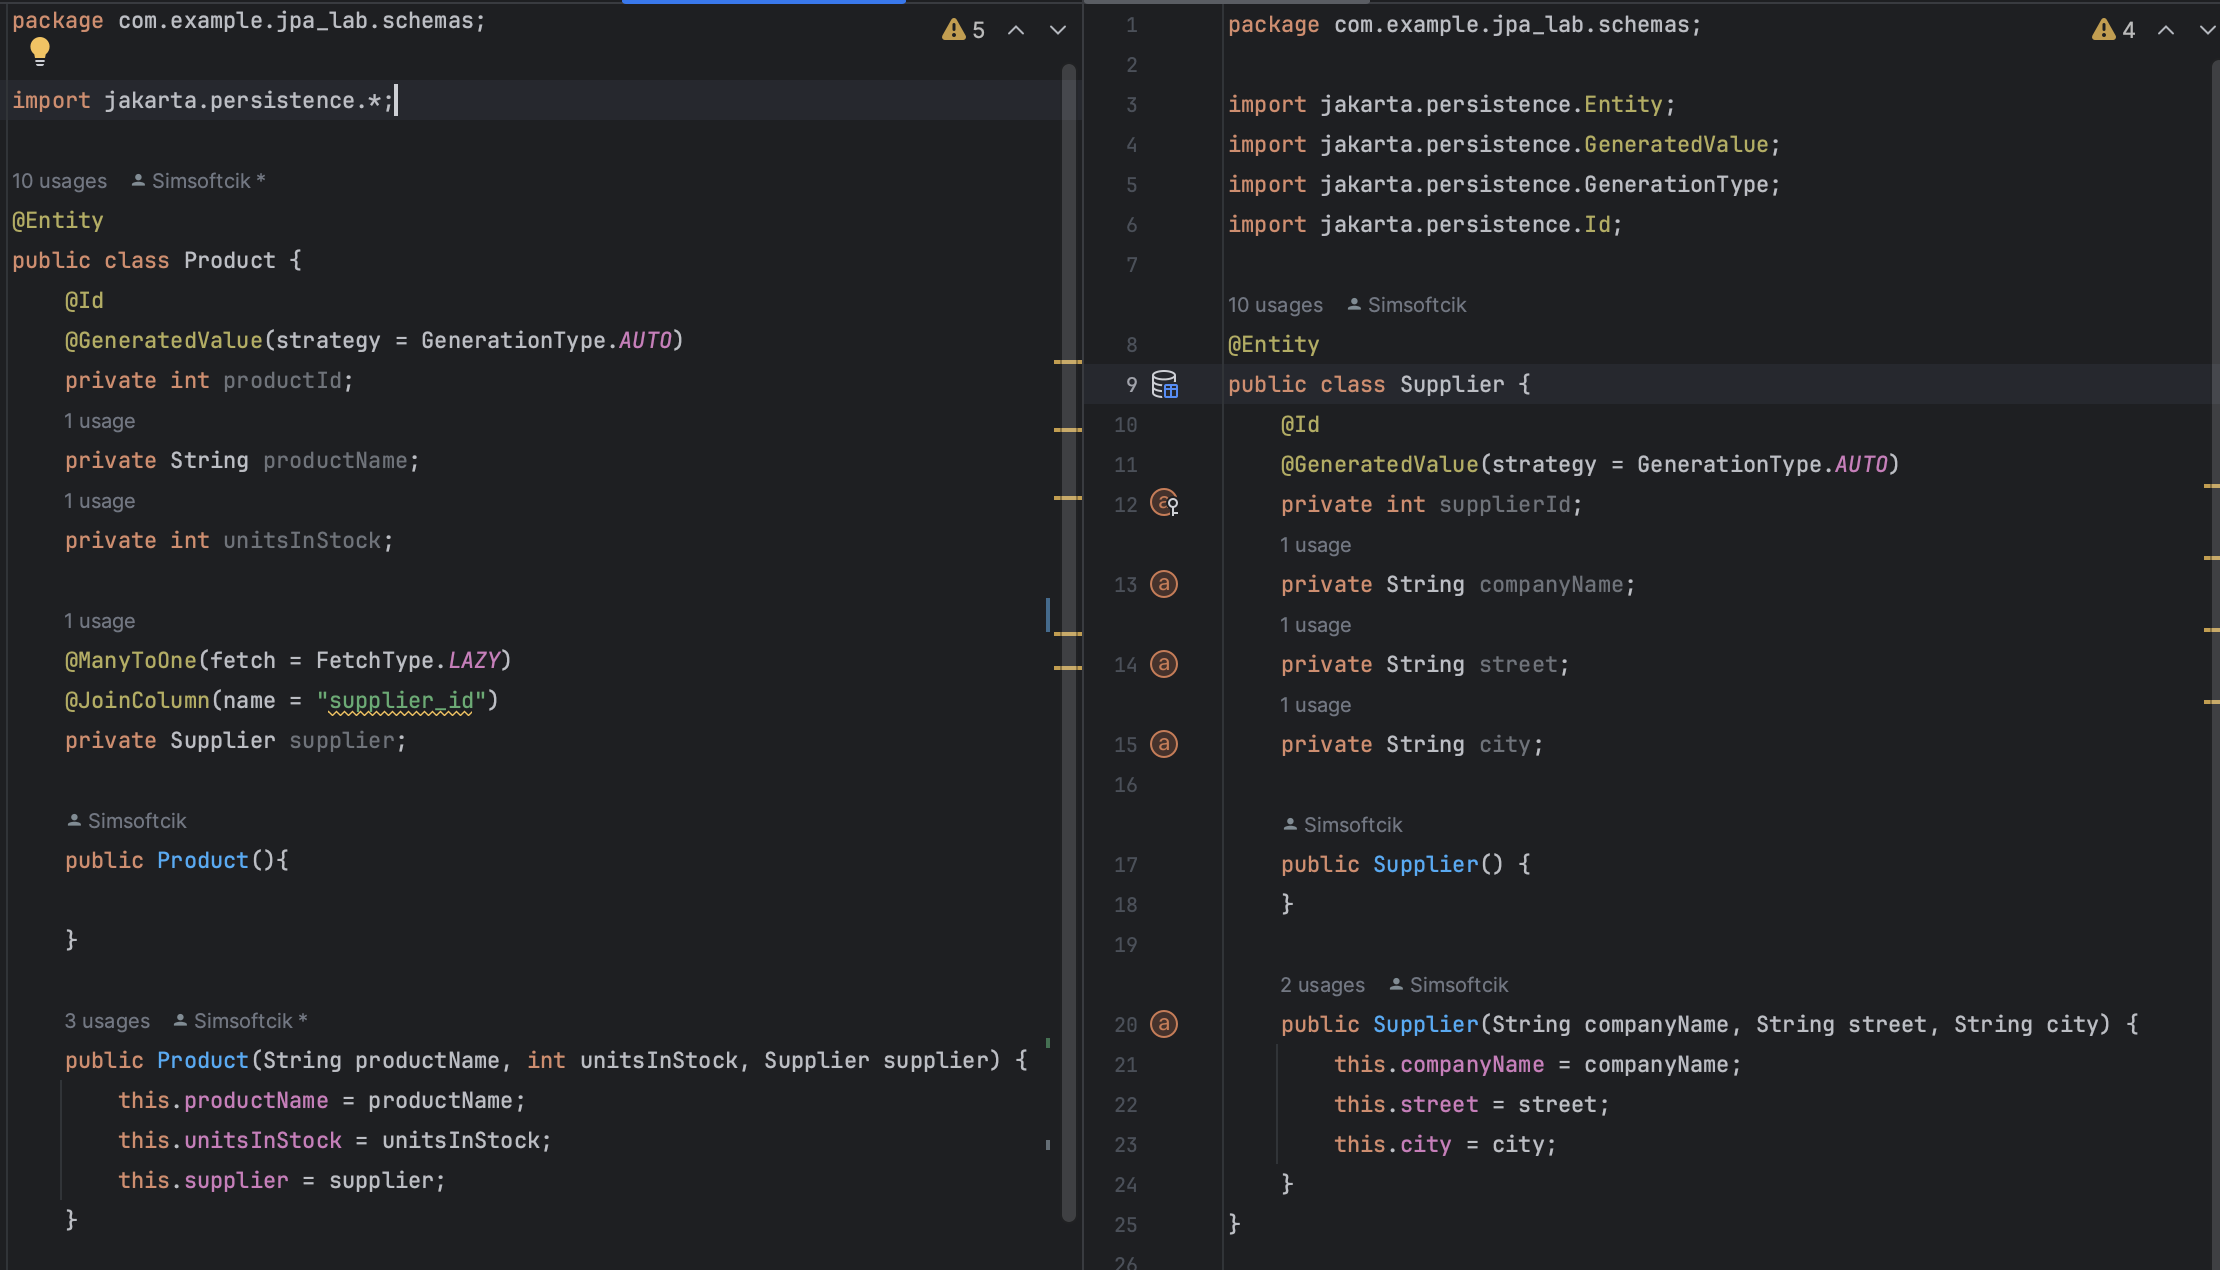 package com.example.jpa_lab.schemas;
5
import jakarta.persistence.*;
10 usages Simsoftcik *
@Entity
public class Product {
@Id
@GeneratedValue(strategy = GenerationType.AUTO)
private int productId;
1 usage
private String productName;
1 usage
private int unitsInStock;
1 usage
@ManyToOne(fetch = FetchType.LAZY)
@JoinColumn(name = "supplier_id")
private Supplier supplier;
Simsoftcik
public Product(){
}
3 usages Simsoftcik *
public Product(String productName, int unitsInStock, Supplier supplier) {
this.productName = productName;
this.unitsInStock = unitsInStock;
this.supplier = supplier;
}
1 package com.example.jpa_lab.schemas;
4
2
3 import jakarta.persistence.Entity;
4 import jakarta.persistence.GeneratedValue;
5 import jakarta.persistence.GenerationType;
6 import jakarta.persistence.Id;
7
10 usages Simsoftcik
8 @Entity
9 public class Supplier {
10 @Id
11 @GeneratedValue(strategy = GenerationType.AUTO)
12 private int supplierId;
1 usage
13 private String companyName;
1 usage
14 private String street;
1 usage
15 private String city;
16
Simsoftcik
17 public Supplier() {
18 }
19
2 usages Simsoftcik
20 public Supplier(String companyName, String street, String city) {
21 this.companyName = companyName;
22 this.street = street;
23 this.city = city;
24 }
25 }
26